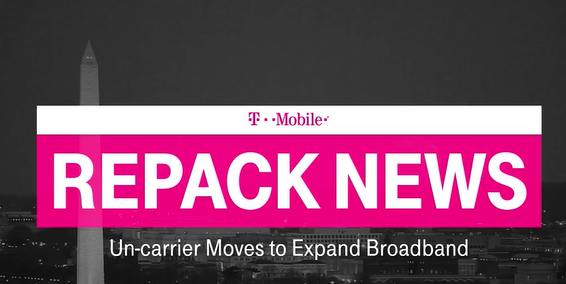 T··Mobile·
REPACK NEWS
Un-carrier Moves to Expand Broadband